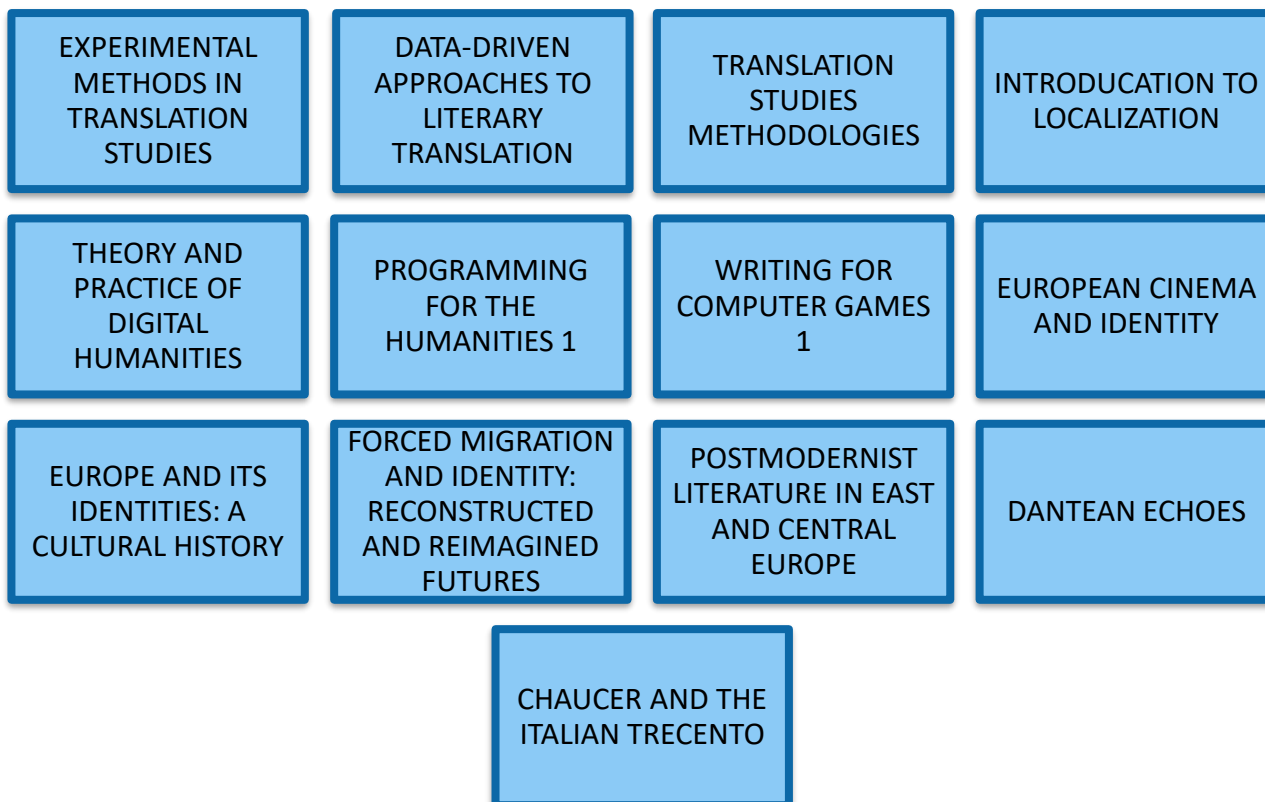 EXPERIMENTAL
METHODS IN
TRANSLATION
STUDIES
DATA-DRIVEN
APPROACHES TO
LITERARY
TRANSLATION
TRANSLATION
STUDIES
METHODOLOGIES
INTRODUCATION TO
LOCALIZATION
THEORY AND
PRACTICE OF
DIGITAL
HUMANITIES
PROGRAMMING
FOR THE
HUMANITIES 1
WRITING FOR
COMPUTER GAMES
1
EUROPEAN CINEMA
AND IDENTITY
EUROPE AND ITS
IDENTITIES: A
CULTURAL HISTORY
FORCED MIGRATION
AND IDENTITY:
RECONSTRUCTED
AND REIMAGINED
FUTURES
POSTMODERNIST
LITERATURE IN EAST
AND CENTRAL
EUROPE
DANTEAN ECHOES
CHAUCER AND THE
ITALIAN TRECENTO